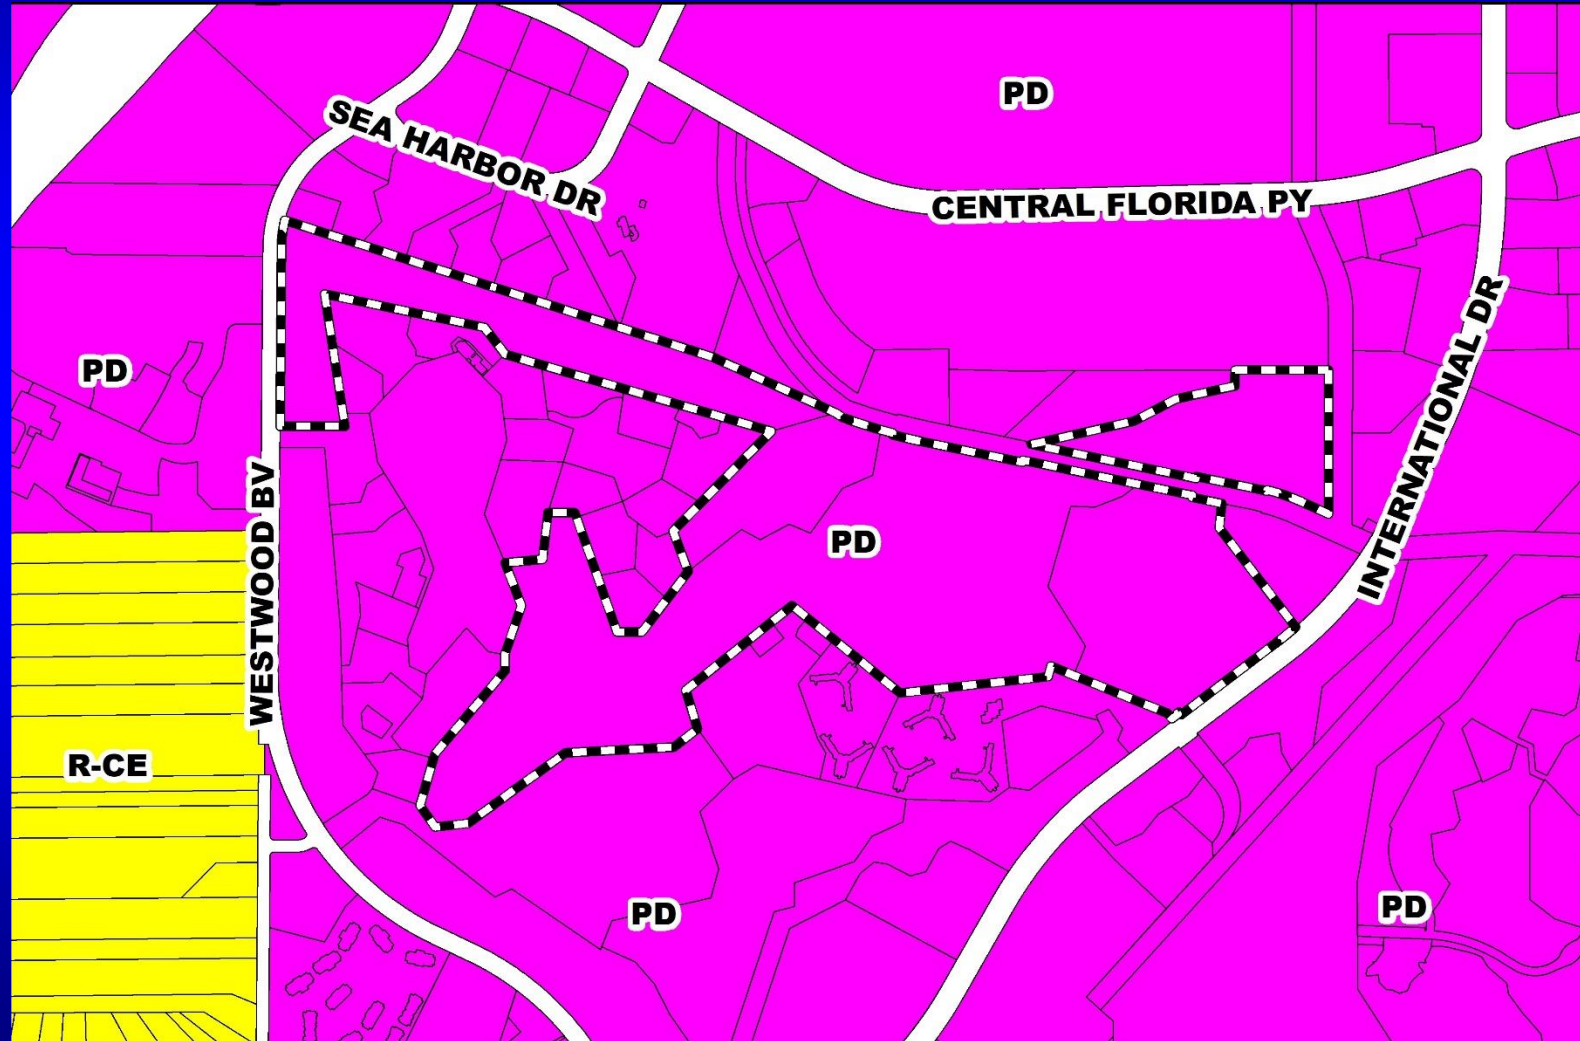 PD
SEA HARBOR DR
CENTRAL FLORIDA PY
PD
INTERNATIONAL DR
PD
WESTWOOD BV
R-CE
PD
PD